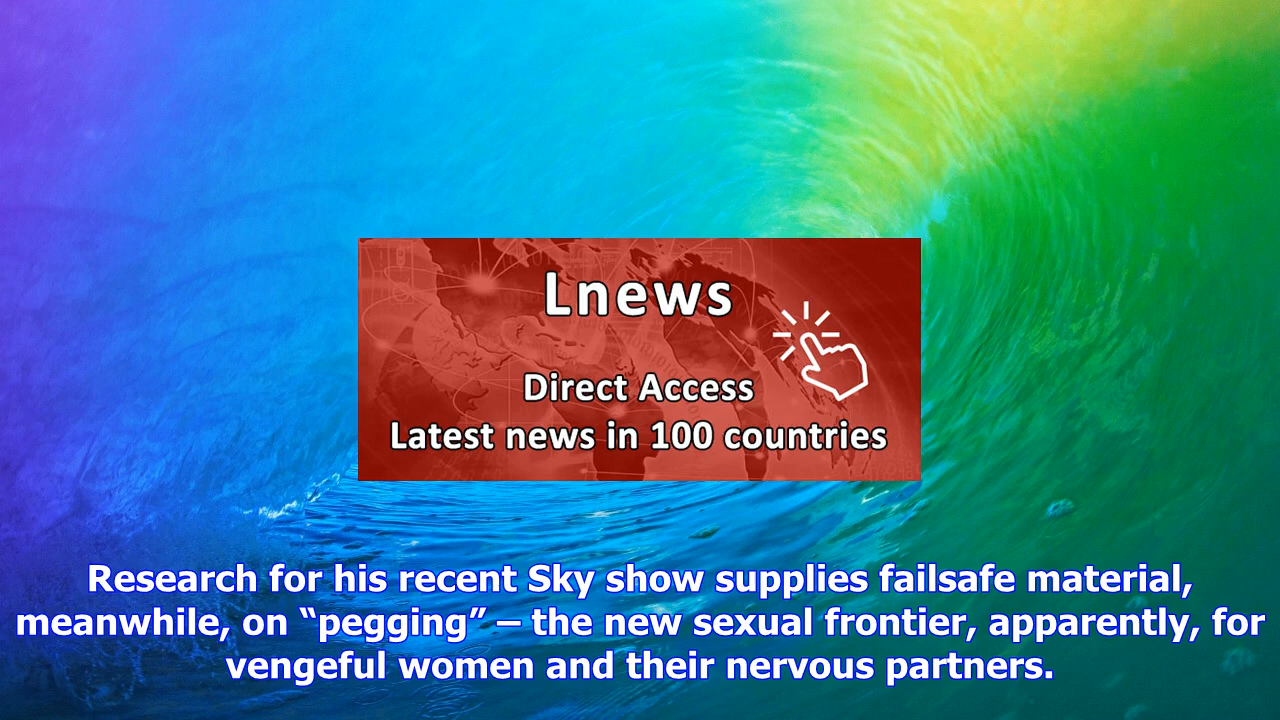 Lnews
Direct Access
Latest news in 100 countries
Research for his recent Sky show supplies failsafe material,
meanwhile, on “pegging” – the new sexual frontier, apparently, for
vengeful women and their nervous partners.